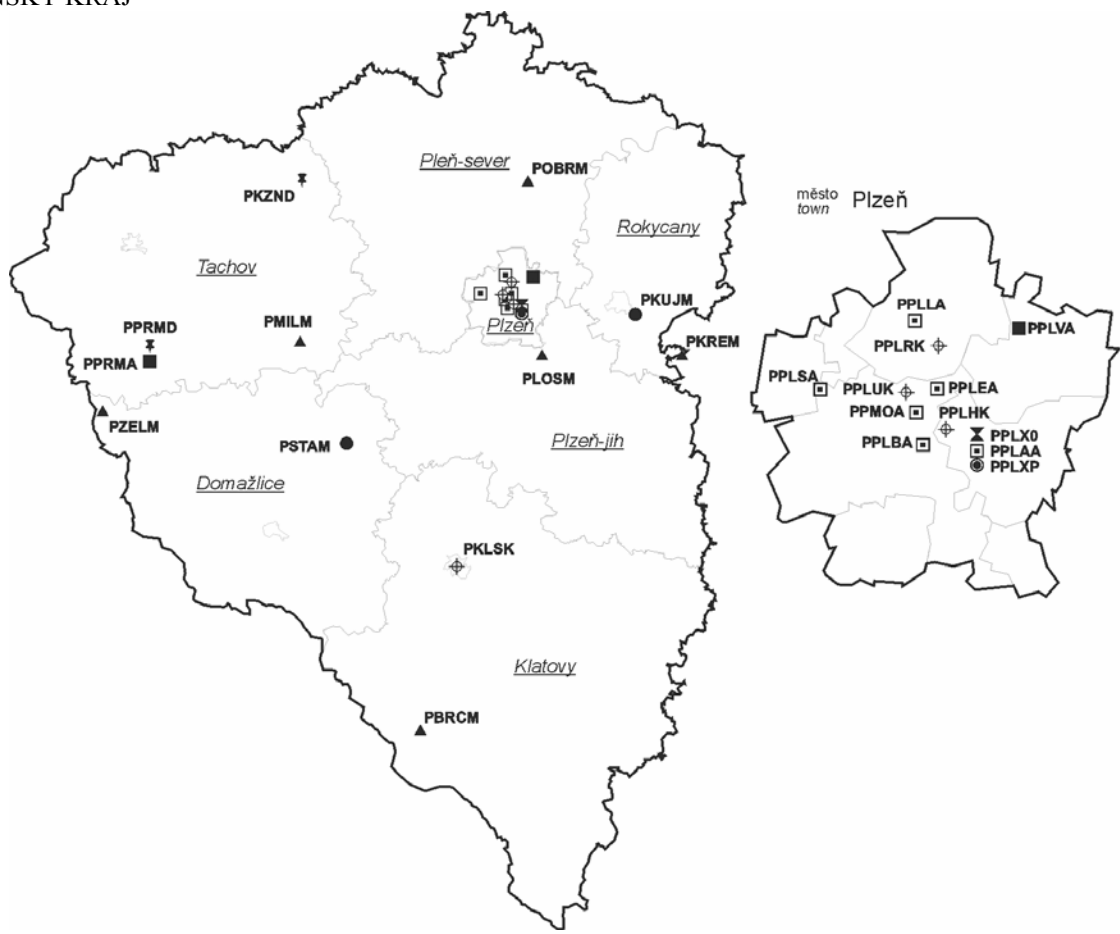 Pleň-sever
POBRM
PKZND
Rokycany
město
town Plzeň
Tachov
PPLLA
PPLVA
PPRMD
PMILM
PKUJM
PPLRK
PPRMA
Plzeň
PKREM
PLOSM
PPLSA
PPLUK
PPLEA
PZELM
PPMOA
PPLHK
PSTAM
Plzeň-jih
PPLBA
PPLX0
PPLAA
PPLXP
Domažlice
PKLSK
Klatovy
PBRCM